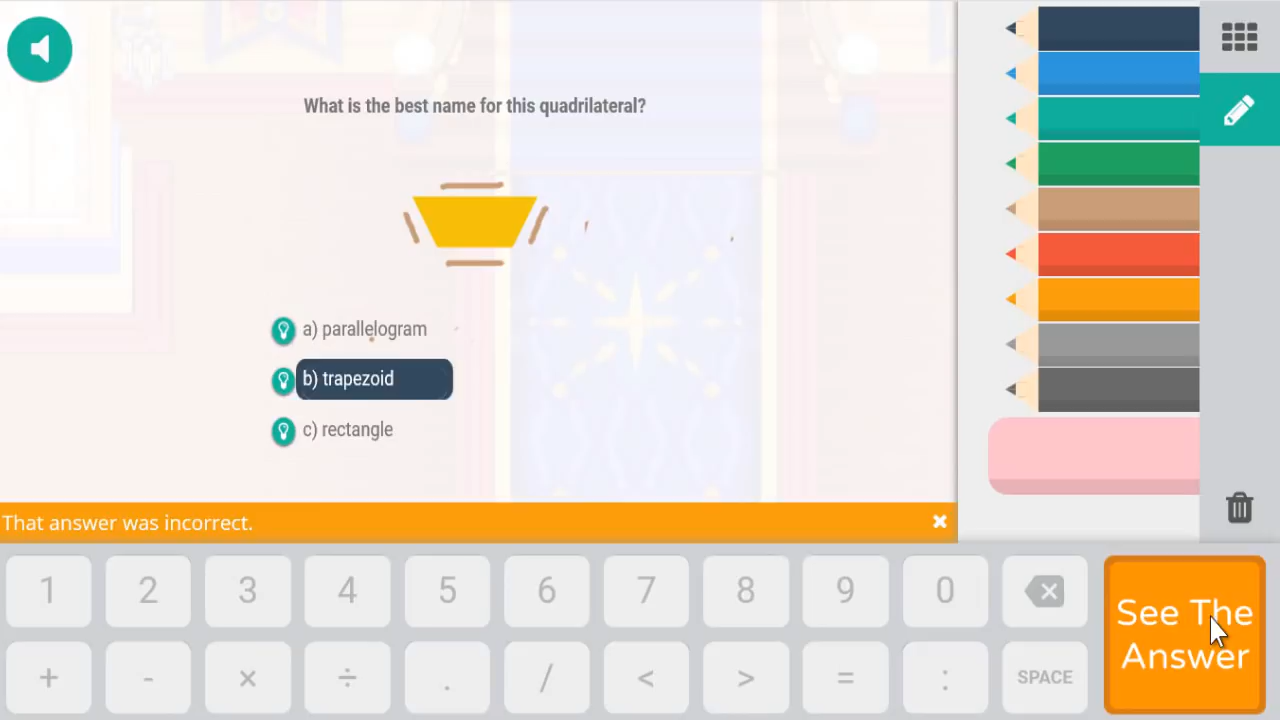 What is the best name for this quadrilateral?
a) parallelogram
b) trapezoid
c) rectangle
That answer was incorrect.
1 2 3 4 5 6 7 8 9 0
+ - × ÷ . / < > = : SPACE
See The
Answer